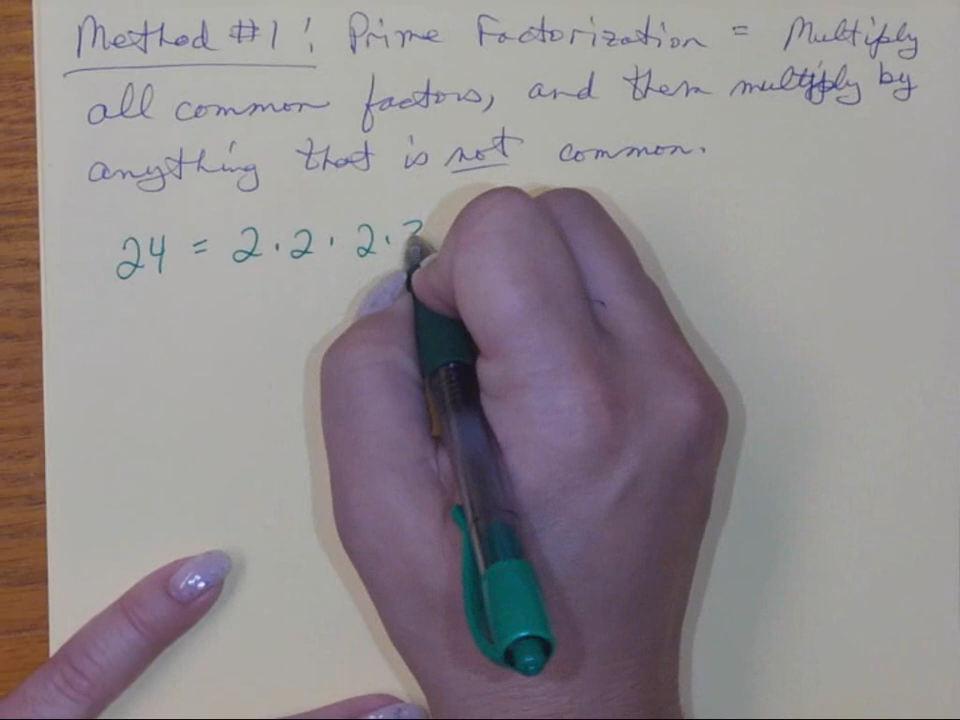 Method #1: Prime Factorization = Multiply
all common factors, and then multiply by
anything that is not common.
24 = 2 · 2 · 2 ·